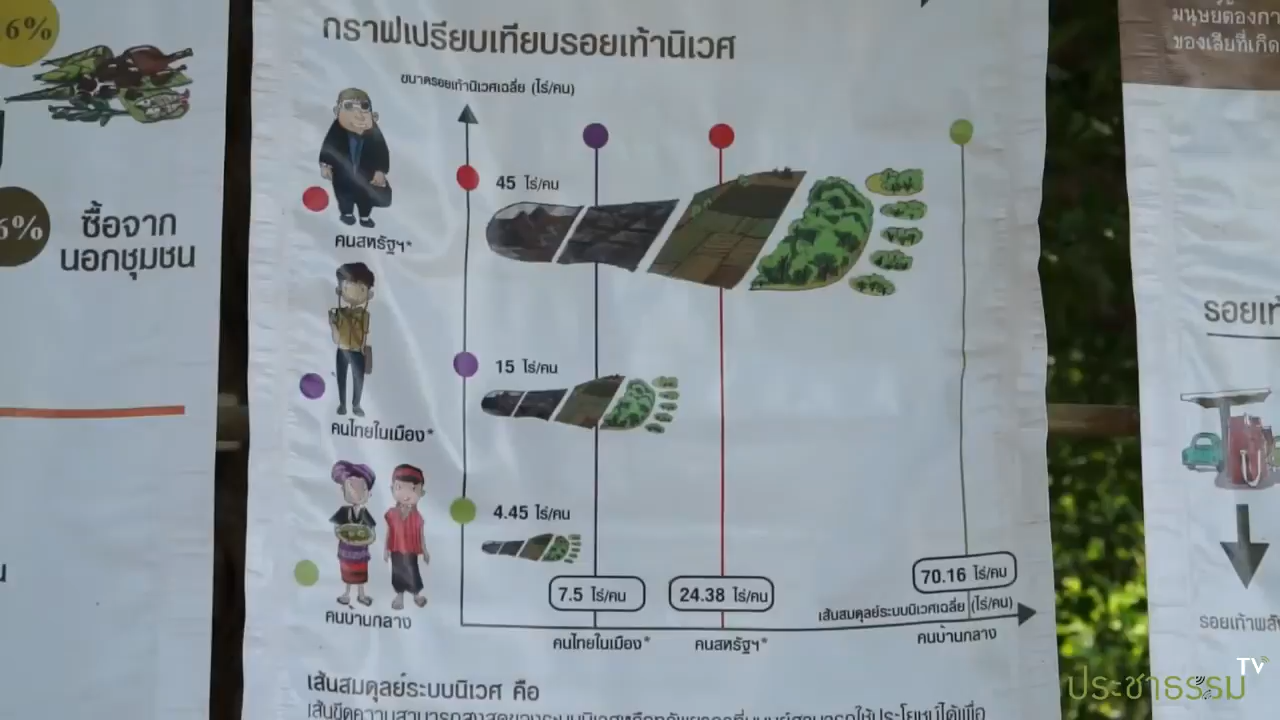 กราฟเปรียบเทียบรอยเท้านิเวศ
ขนาดรอยเท้านิเวศเฉลี่ย (ไร่/คน)
45 ไร่/คน
คนสหรัฐฯ*
15 ไร่/คน
คนไทยในเมือง*
4.45 ไร่/คน
คนบ้านกลาง
7.5 ไร่/คน
24.38 ไร่/คน
70.16 ไร่/คน
เส้นสมดุลย์ระบบนิเวศเฉลี่ย (ไร่/คน)
คนไทยในเมือง*
คนสหรัฐฯ*
คนบ้านกลาง
เส้นสมดุลย์ระบบนิเวศ คือ
6%
6%
ซื้อจาก
นอกชุมชน
มนุษย์ต้องกา
ของเสียที่เกิด
รอยเท้
รอยเท้าพลัง
ประชาธรรม
TV